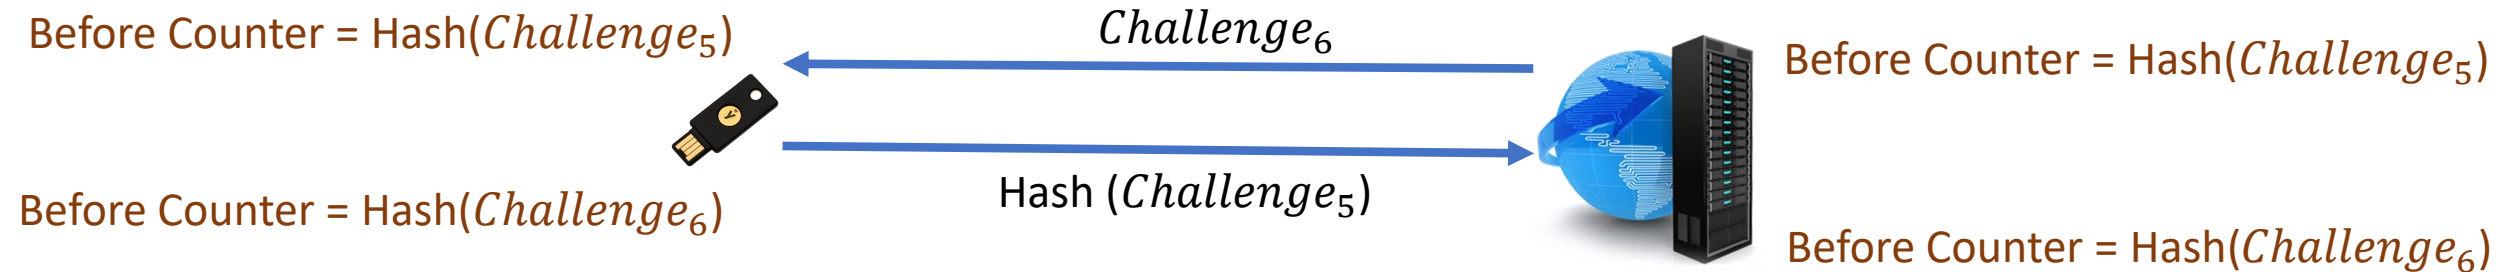 Before Counter = Hash(Challenge₅)
Challenge₆
Before Counter = Hash(Challenge₅)
Hash (Challenge₅)
Before Counter = Hash(Challenge₆)
Before Counter = Hash(Challenge₆)